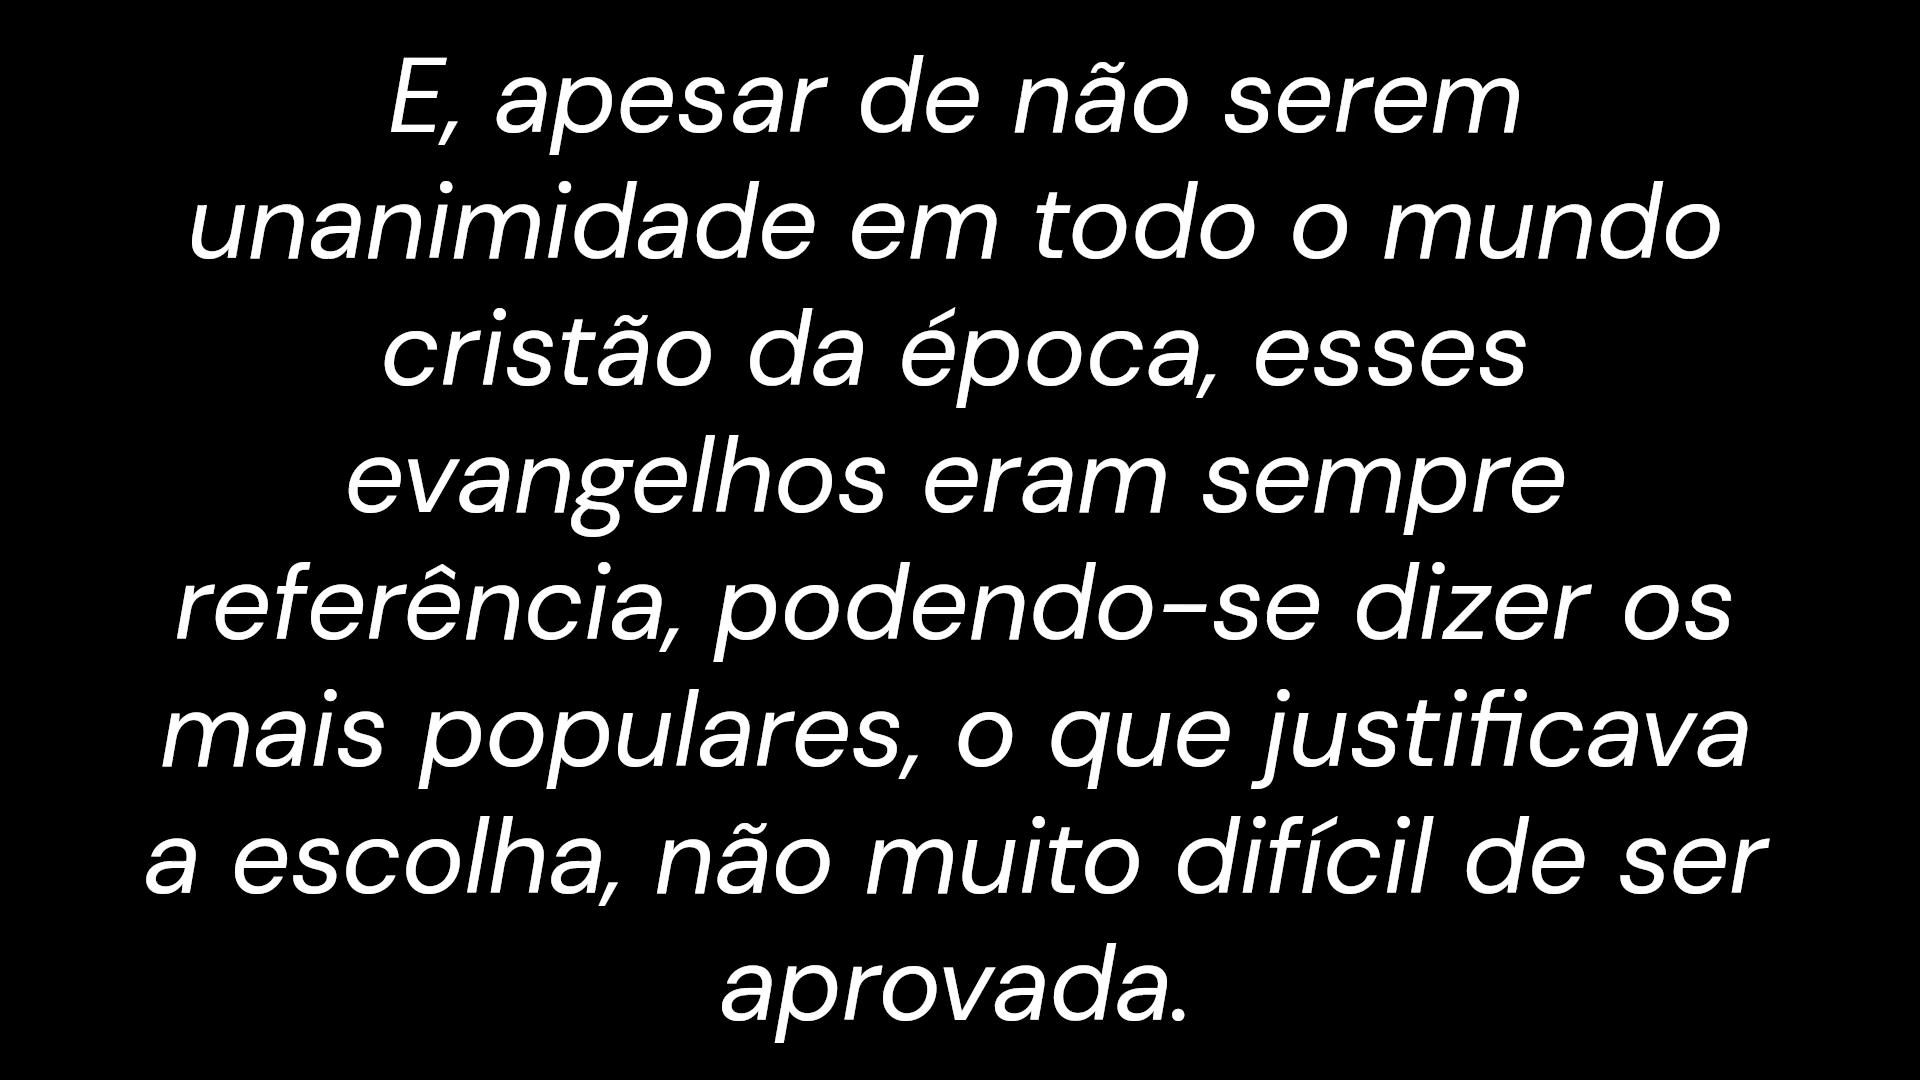 E, apesar de não serem
unanimidade em todo o mundo
cristão da época, esses
evangelhos eram sempre
referência, podendo-se dizer os
mais populares, o que justificava
a escolha, não muito difícil de ser
aprovada.